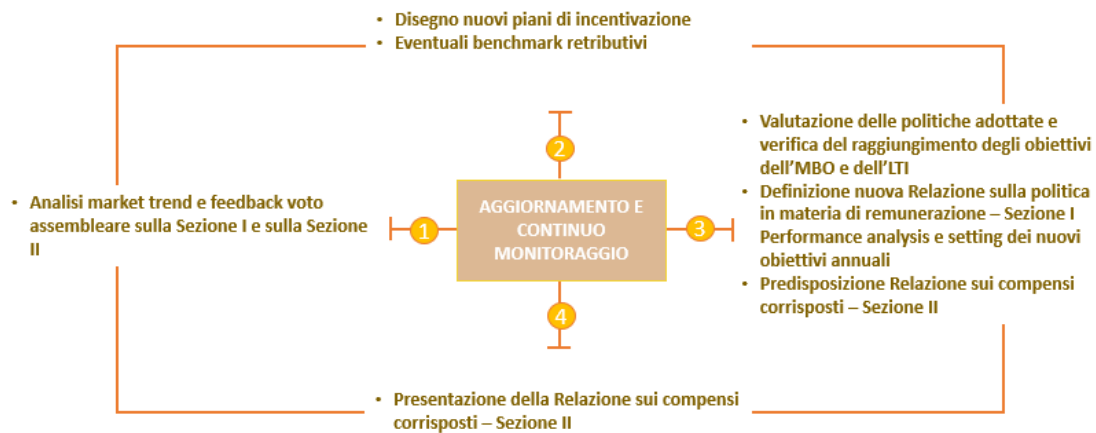 • Disegno nuovi piani di incentivazione
• Eventuali benchmark retributivi
• Analisi market trend e feedback voto
assembleare sulla Sezione I e sulla Sezione
II
1
2
AGGIORNAMENTO E
CONTINUO
MONITORAGGIO
3
4
• Valutazione delle politiche adottate e
verifica del raggiungimento degli obiettivi
dell’MBO e dell’LTI
• Definizione nuova Relazione sulla politica
in materia di remunerazione – Sezione I
Performance analysis e setting dei nuovi
obiettivi annuali
• Predisposizione Relazione sui compensi
corrisposti – Sezione II
• Presentazione della Relazione sui compensi
corrisposti – Sezione II